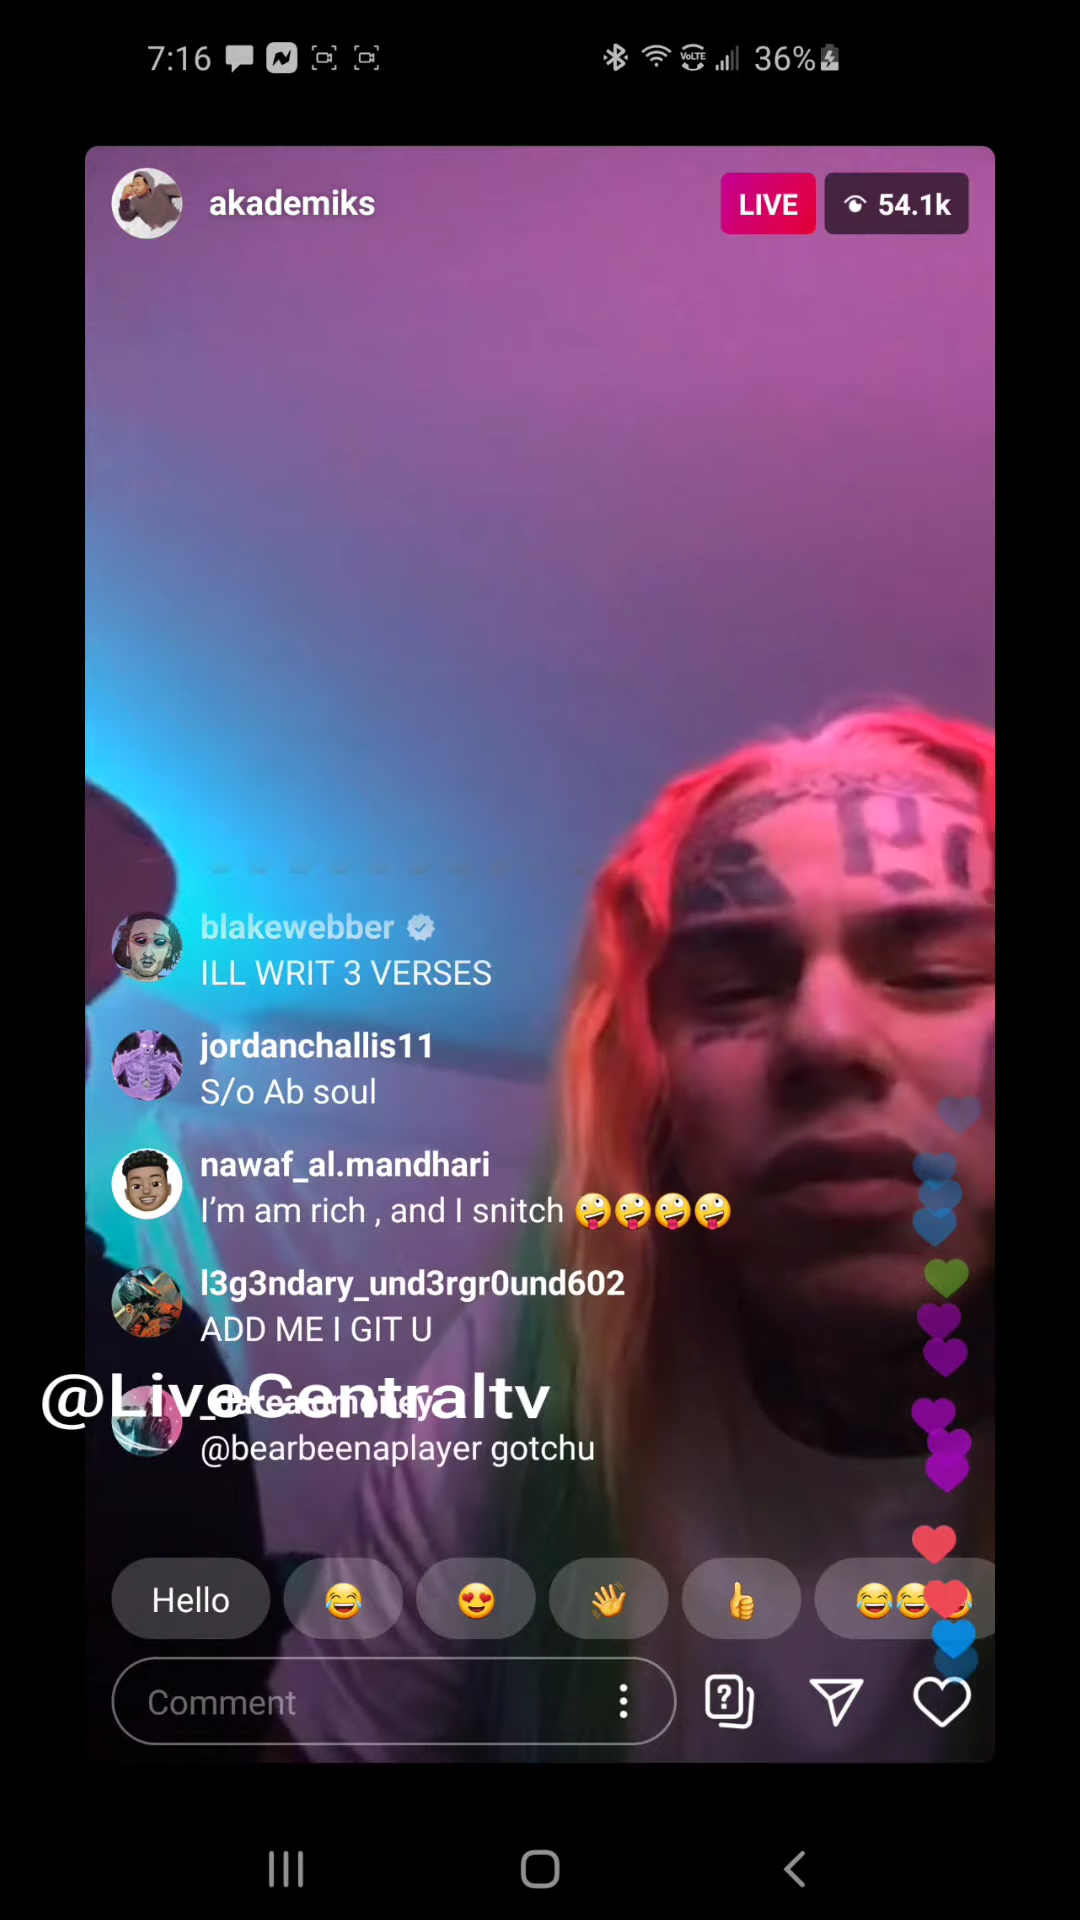 7:16
VoLTE
36%
akademiks
LIVE
54.1k
blakewebber
ILL WRIT 3 VERSES
jordanchallis11
S/o Ab soul
nawaf_al.mandhari
I’m am rich , and I snitch 🤪🤪🤪🤪
l3g3ndary_und3rgr0und602
ADD ME I GIT U
@LiveCentraltv
@bearbeenaplayer gotchu
Hello 😂 😍 👋 👍 😂😂😂
Comment